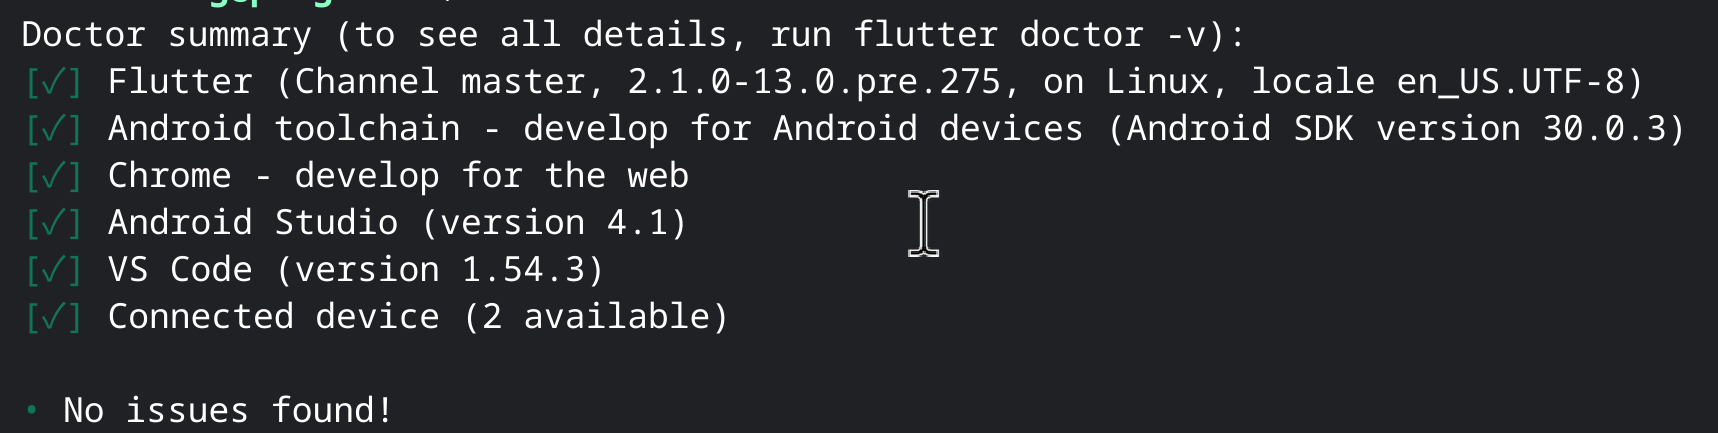 Doctor summary (to see all details, run flutter doctor -v):
[✓] Flutter (Channel master, 2.1.0-13.0.pre.275, on Linux, locale en_US.UTF-8)
[✓] Android toolchain - develop for Android devices (Android SDK version 30.0.3)
[✓] Chrome - develop for the web
[✓] Android Studio (version 4.1)
[✓] VS Code (version 1.54.3)
[✓] Connected device (2 available)
• No issues found!